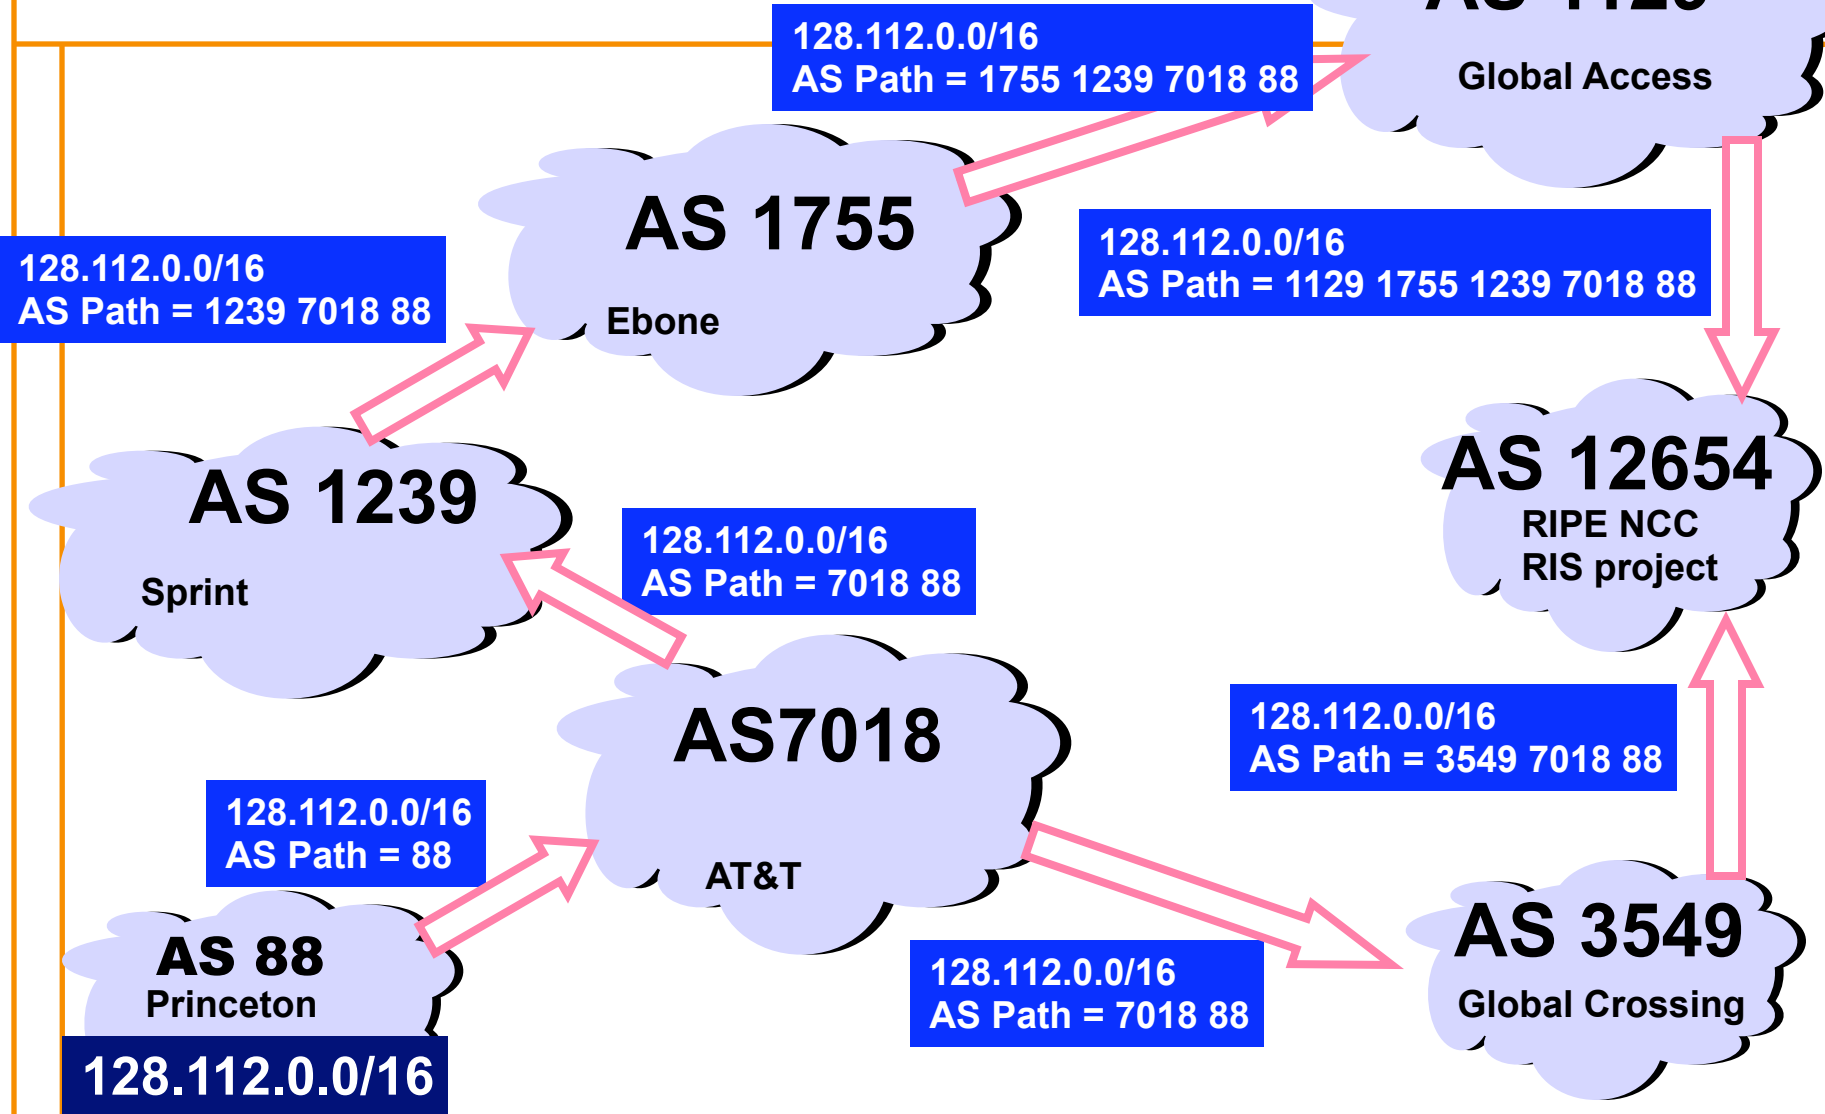 128.112.0.0/16
AS Path = 1755 1239 7018 88
Global Access
AS 1755
Ebone
128.112.0.0/16
AS Path = 1129 1755 1239 7018 88
128.112.0.0/16
AS Path = 1239 7018 88
AS 1239
Sprint
128.112.0.0/16
AS Path = 7018 88
AS 12654
RIPE NCC
RIS project
AS7018
AT&T
128.112.0.0/16
AS Path = 3549 7018 88
128.112.0.0/16
AS Path = 88
AS 88
Princeton
128.112.0.0/16
128.112.0.0/16
AS Path = 7018 88
AS 3549
Global Crossing